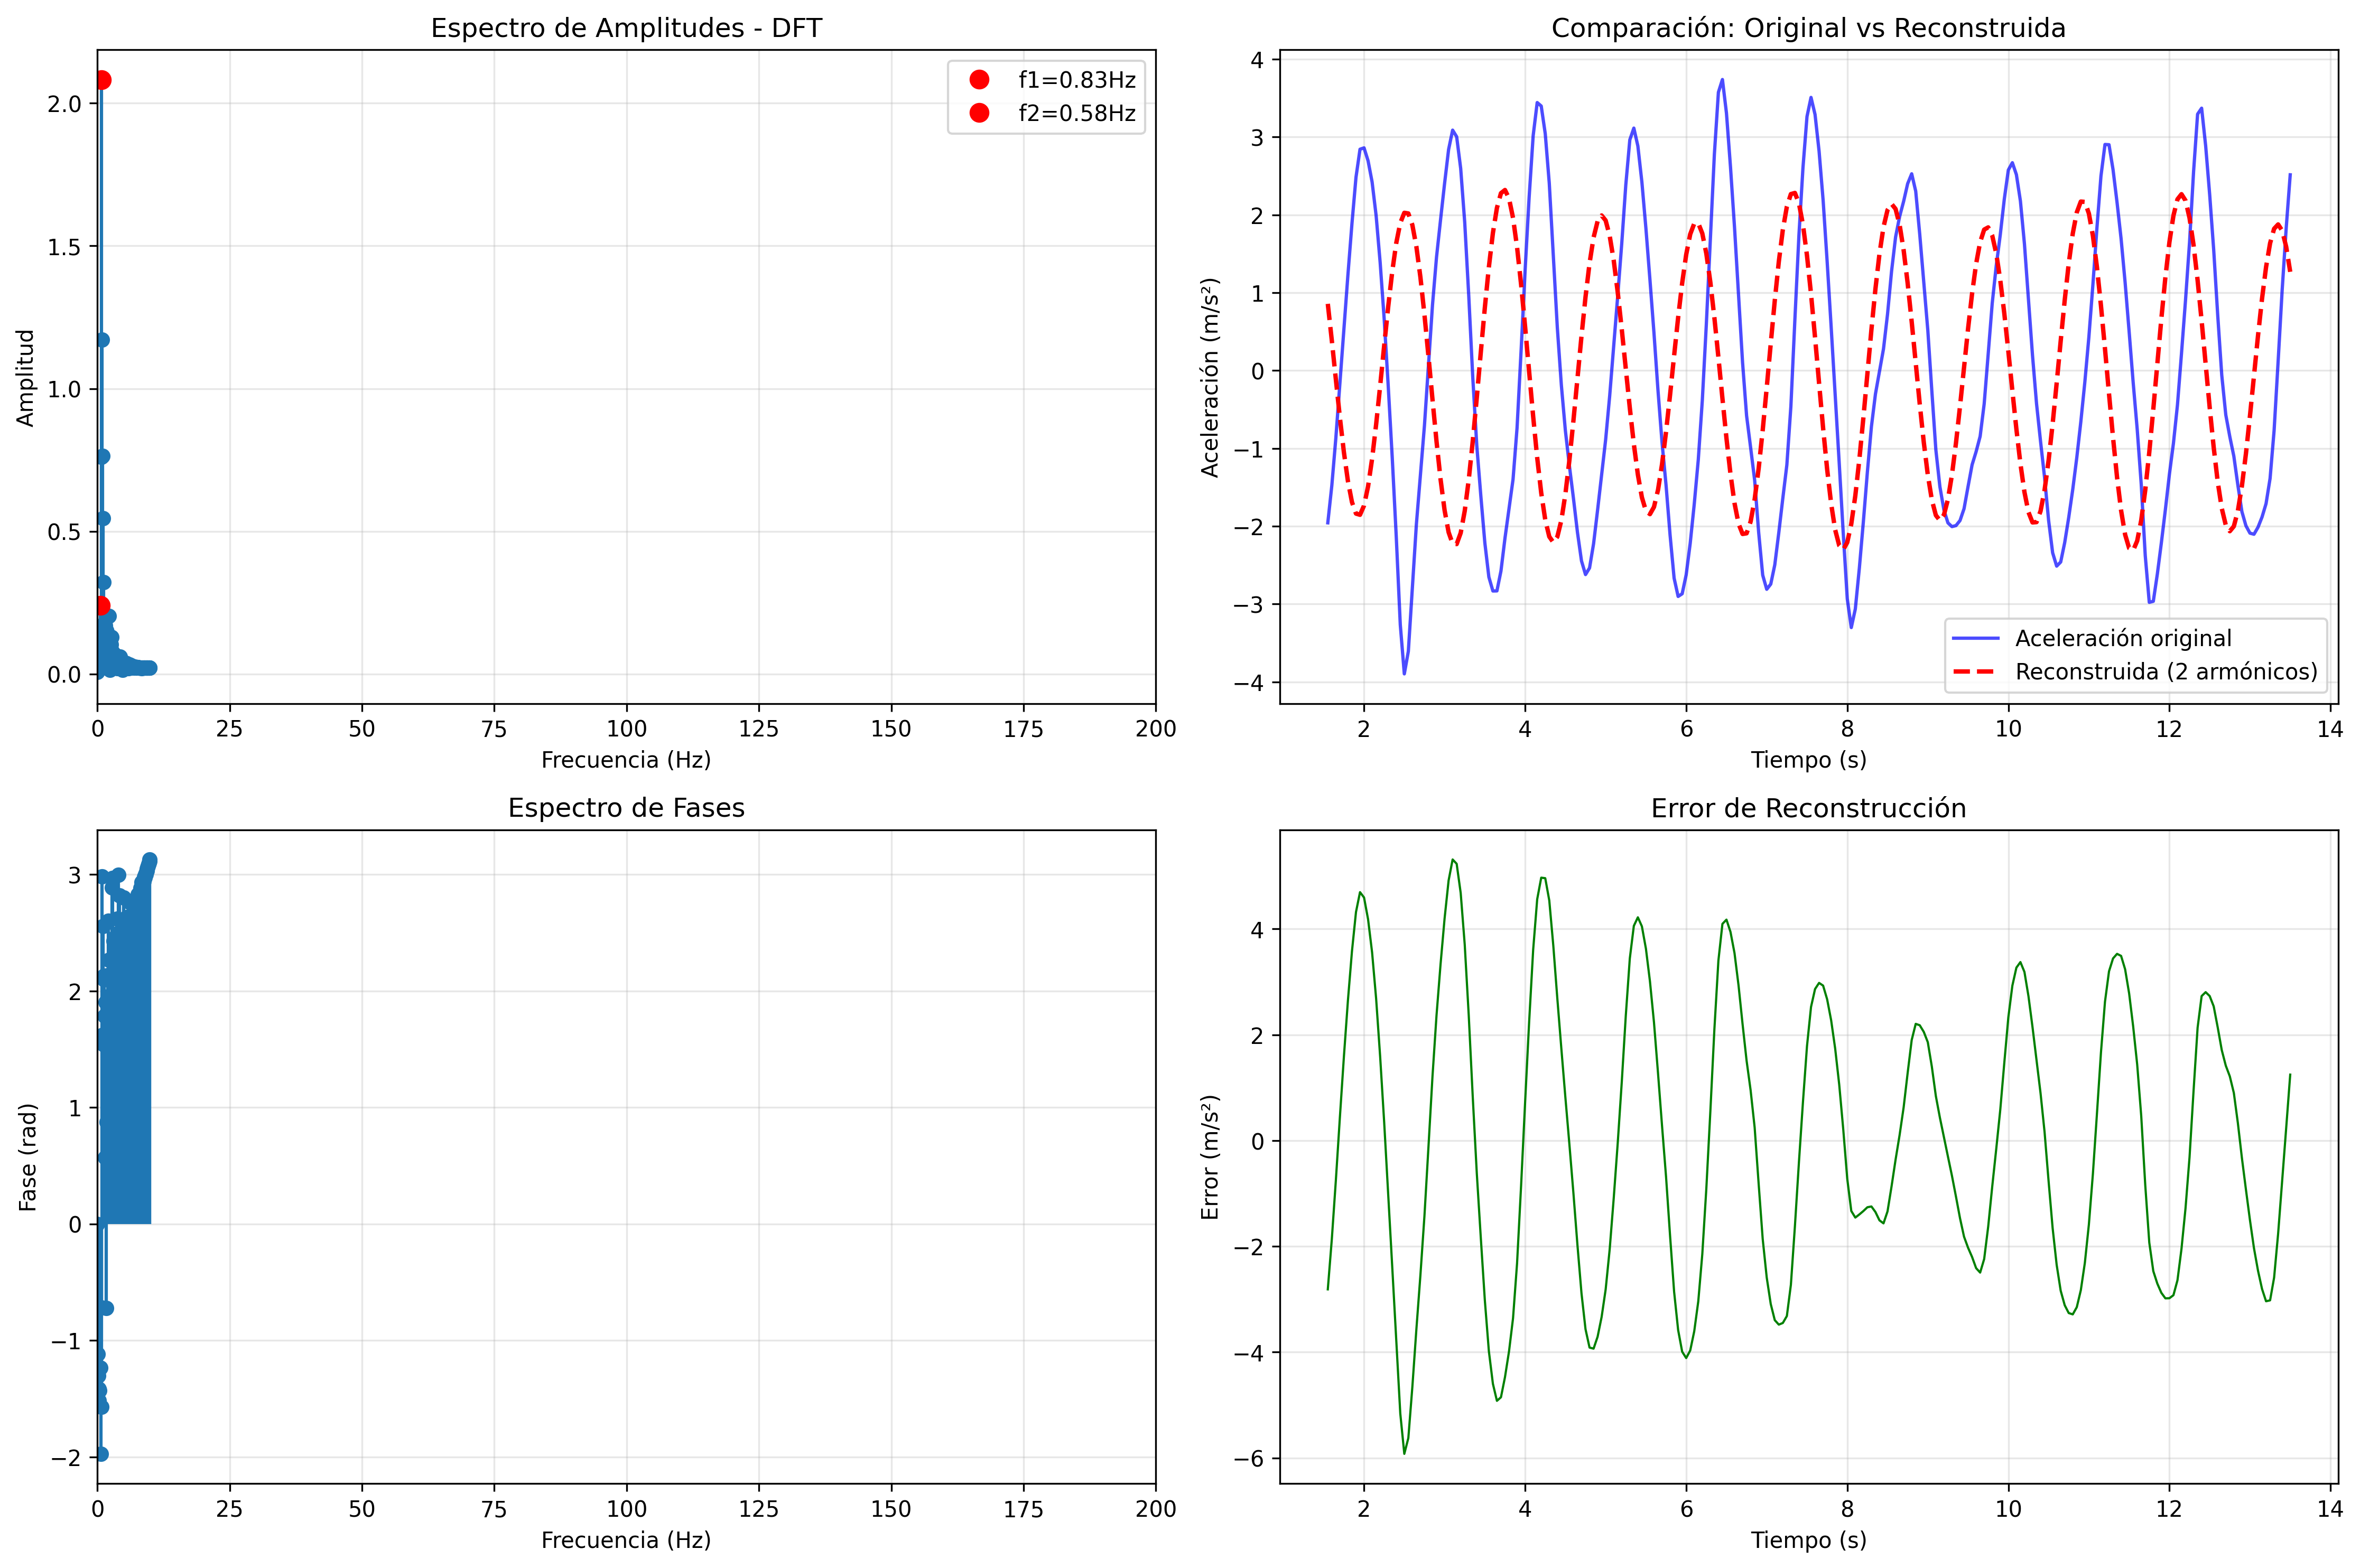 Espectro de Amplitudes - DFT
Amplitud
2.0
1.5
1.0
0.5
0.0
f1=0.83Hz
f2=0.58Hz
0 25 50 75 100 125 150 175 200
Frecuencia (Hz)
Comparación: Original vs Reconstruida
Aceleración (m/s²)
4
3
2
1
0
−1
−2
−3
−4
Aceleración original
Reconstruida (2 armónicos)
2 4 6 8 10 12 14
Tiempo (s)
Espectro de Fases
Fase (rad)
3
2
1
0
−1
−2
0 25 50 75 100 125 150 175 200
Frecuencia (Hz)
Error de Reconstrucción
Error (m/s²)
4
2
0
−2
−4
−6
2 4 6 8 10 12 14
Tiempo (s)